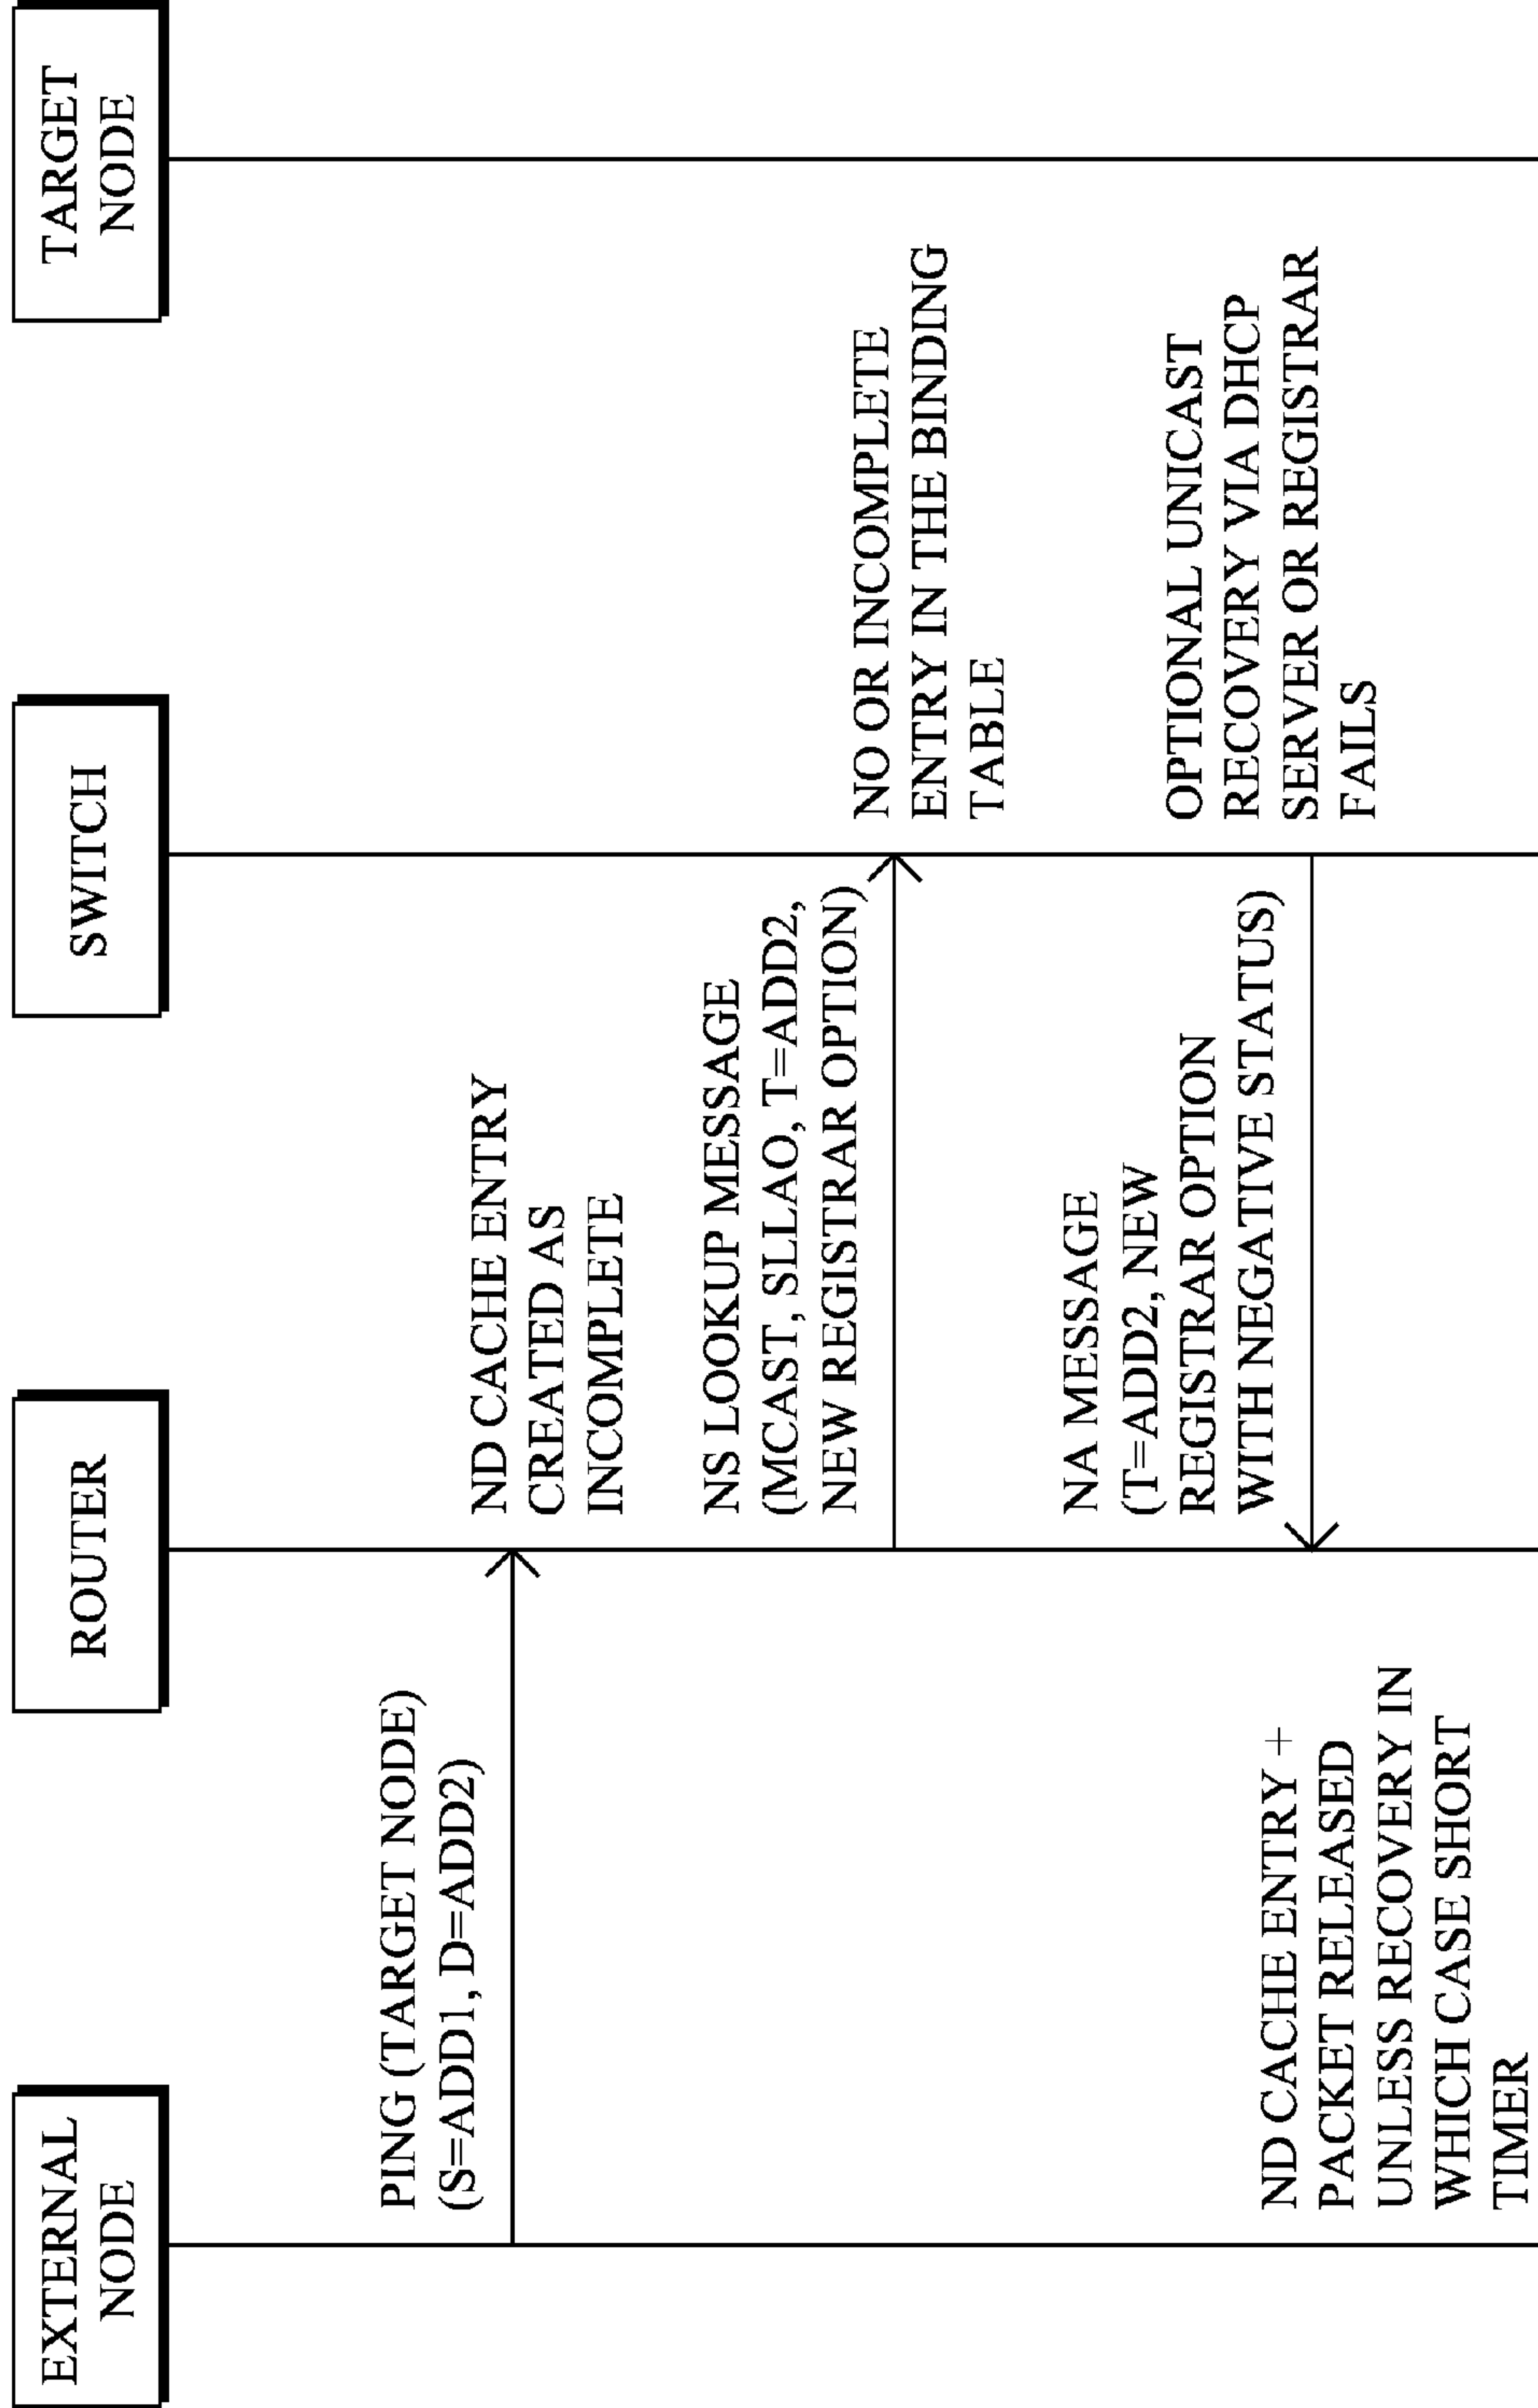 EXTERNAL
NODE
ROUTER
SWITCH
TARGET
NODE
PING (TARGET NODE)
(S=ADD1, D=ADD2)
ND CACHE ENTRY
CREATED AS
INCOMPLETE
NS LOOKUP MESSAGE
(MCAST, SLLAO, T=ADD2,
NEW REGISTRAR OPTION)
NO OR INCOMPLETE
ENTRY IN THE BINDING
TABLE
NA MESSAGE
(T=ADD2, NEW
REGISTRAR OPTION
WITH NEGATIVE STATUS)
OPTIONAL UNICAST
RECOVERY VIA DHCP
SERVER OR REGISTRAR
FAILS
ND CACHE ENTRY +
PACKET RELEASED
UNLESS RECOVERY IN
WHICH CASE SHORT
TIMER